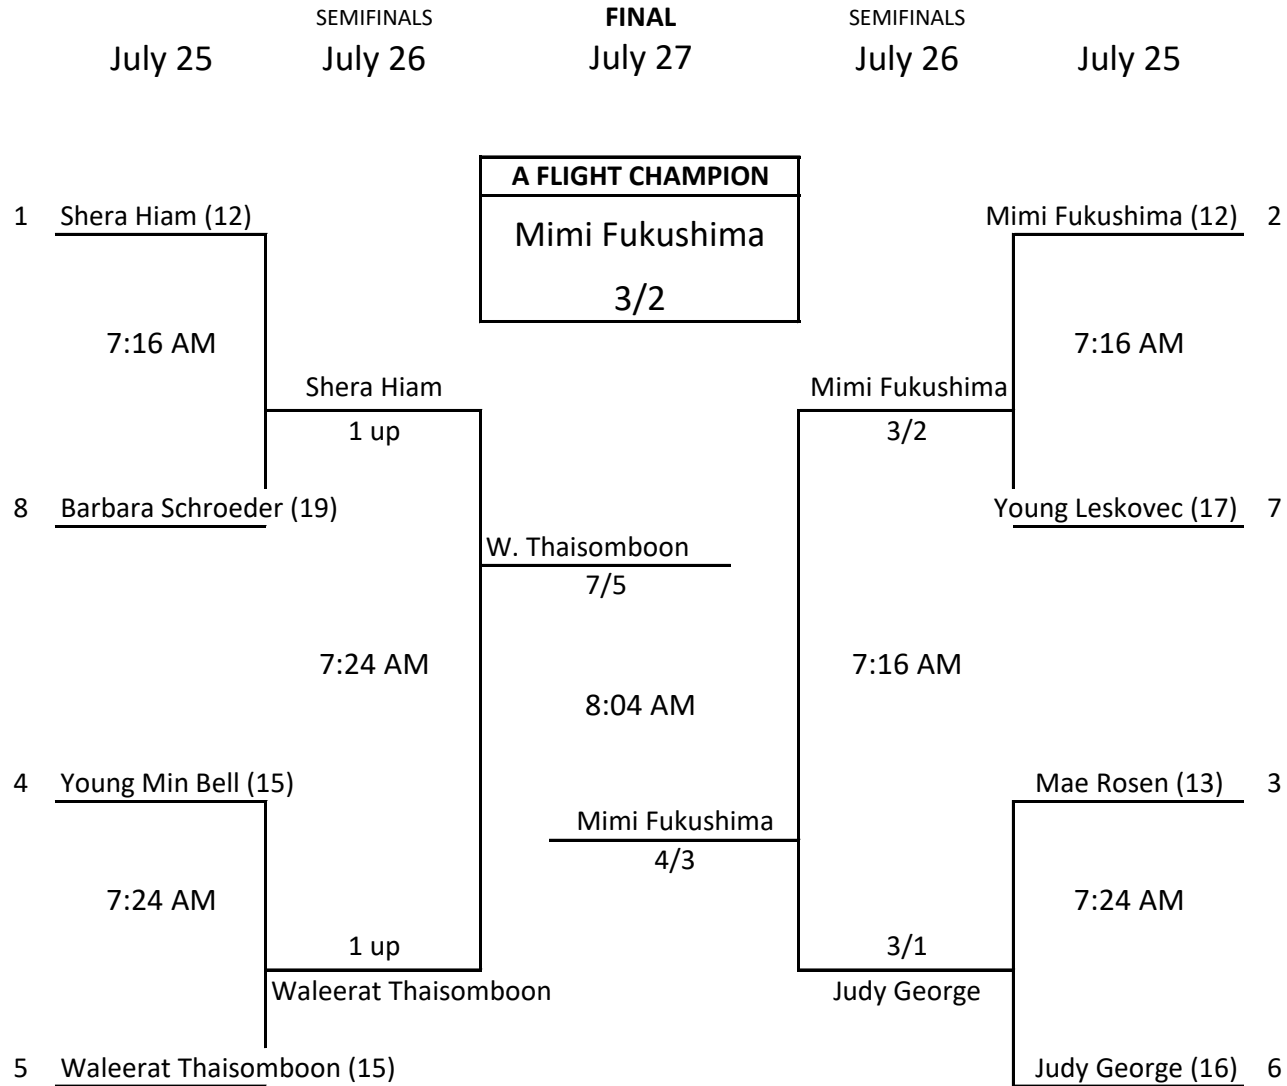 SEMIFINALS FINAL SEMIFINALS
July 25 July 26 July 27 July 26 July 25
A FLIGHT CHAMPION
1 Shera Hiam (12) Mimi Fukushima (12) 2
Mimi Fukushima
3/2
7:16 AM 7:16 AM
Shera Hiam Mimi Fukushima
1 up 3/2
8 Barbara Schroeder (19) Young Leskovec (17) 7
W. Thaisomboon
7/5
7:24 AM 7:16 AM
8:04 AM
4 Young Min Bell (15) Mae Rosen (13) 3
Mimi Fukushima
4/3
7:24 AM 7:24 AM
1 up 3/1
Waleerat Thaisomboon Judy George
5 Waleerat Thaisomboon (15) Judy George (16) 6